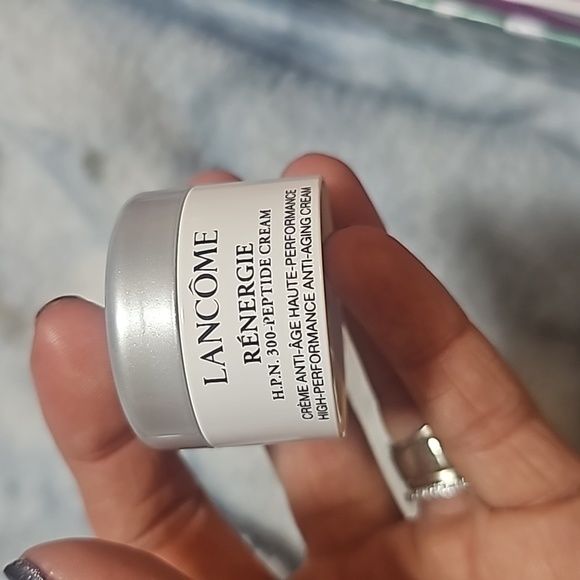 LANCÔME
RÉNERGIE
H.P.N. 300-PEPTIDE CREAM
CRÈME ANTI-ÂGE HAUTE-PERFORMANCE
HIGH-PERFORMANCE ANTI-AGING CREAM